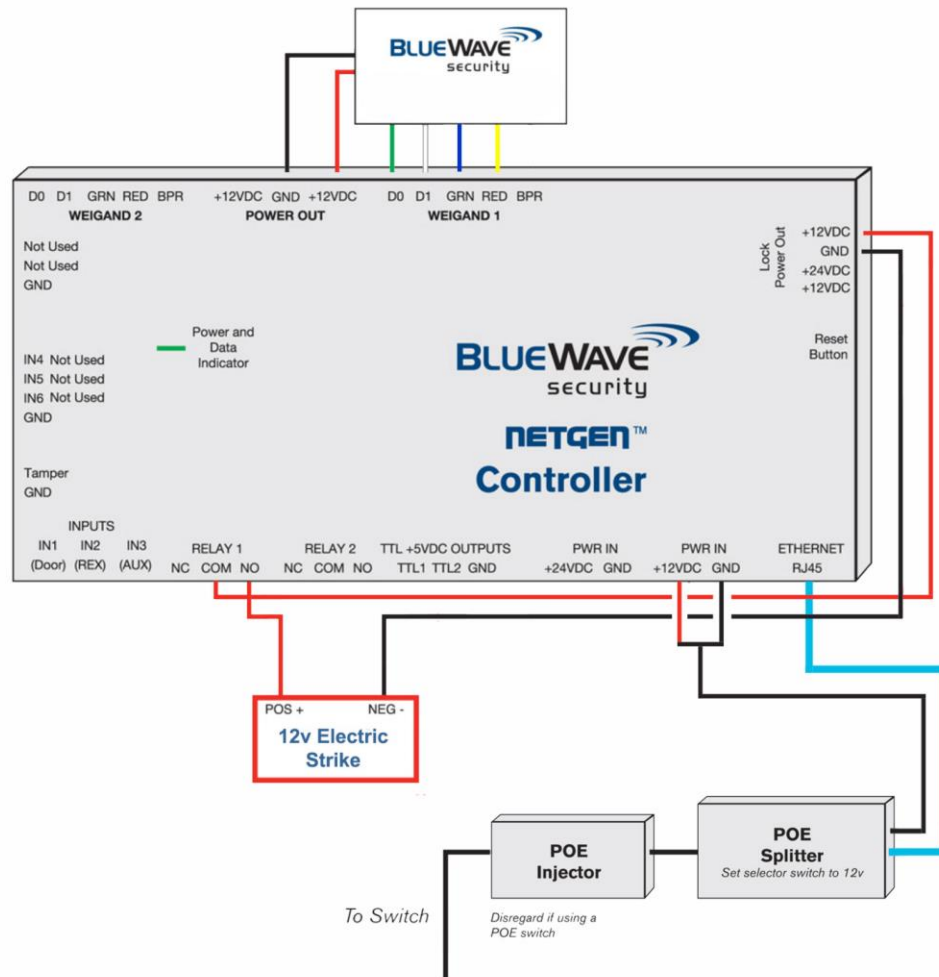 BLUEWAVE
security
D0 D1 GRN RED BPR +12VDC GND +12VDC D0 D1 GRN RED BPR
WEIGAND 2 POWER OUT WEIGAND 1
Not Used
Not Used
GND
Lock
Power Out
+12VDC
GND
+24VDC
+12VDC
Power and
Data
Indicator
Reset
Button
IN4 Not Used
IN5 Not Used
IN6 Not Used
GND
BLUEWAVE
security
NETGEN™
Controller
Tamper
GND
INPUTS
IN1 IN2 IN3
(Door) (REX) (AUX)
RELAY 1
NC COM NO
RELAY 2
NC COM NO
TTL +5VDC OUTPUTS
TTL1 TTL2 GND
PWR IN
+24VDC GND
PWR IN
+12VDC GND
ETHERNET
RJ45
POS + NEG -
12v Electric
Strike
POE
Injector
POE
Splitter
Set selector switch to 12v
To Switch
Disregard if using a
POE switch